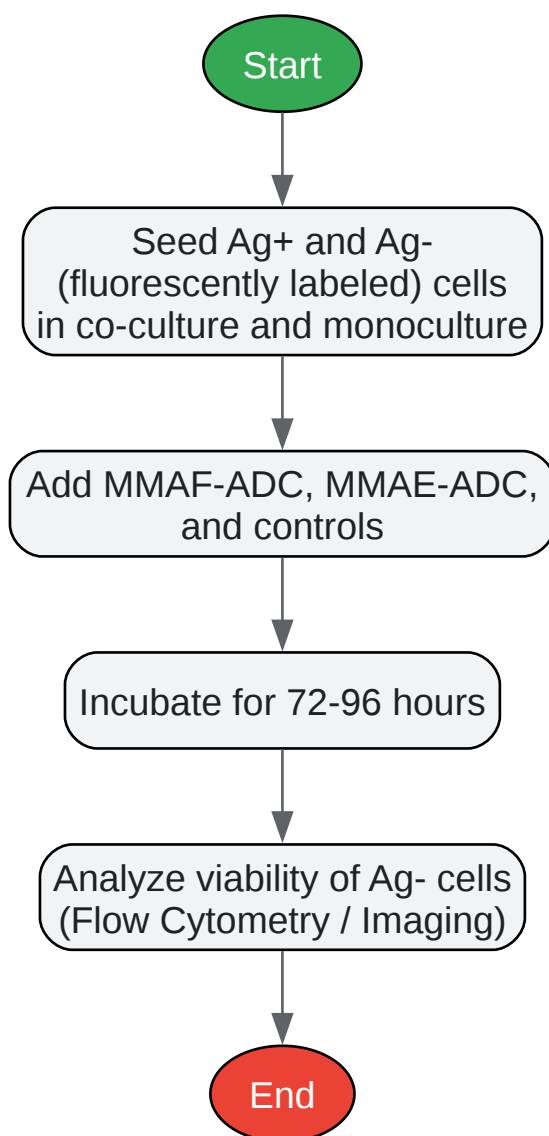 Start
Seed Ag+ and Ag-
(fluorescently labeled) cells
in co-culture and monoculture
Add MMAF-ADC, MMAE-ADC,
and controls
Incubate for 72-96 hours
Analyze viability of Ag- cells
(Flow Cytometry / Imaging)
End